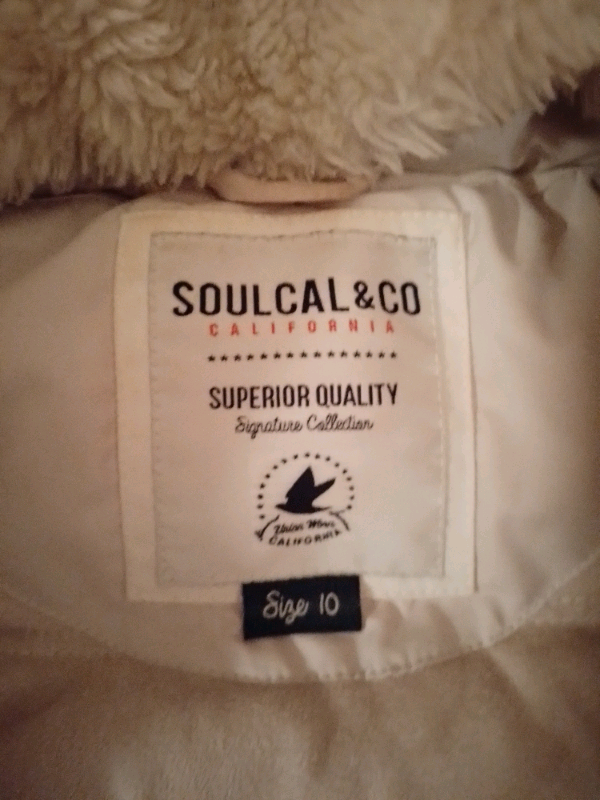 SOULCAL&CO
CALIFORNIA
SUPERIOR QUALITY
Signature Collection
CALIFORNIA
Size 10